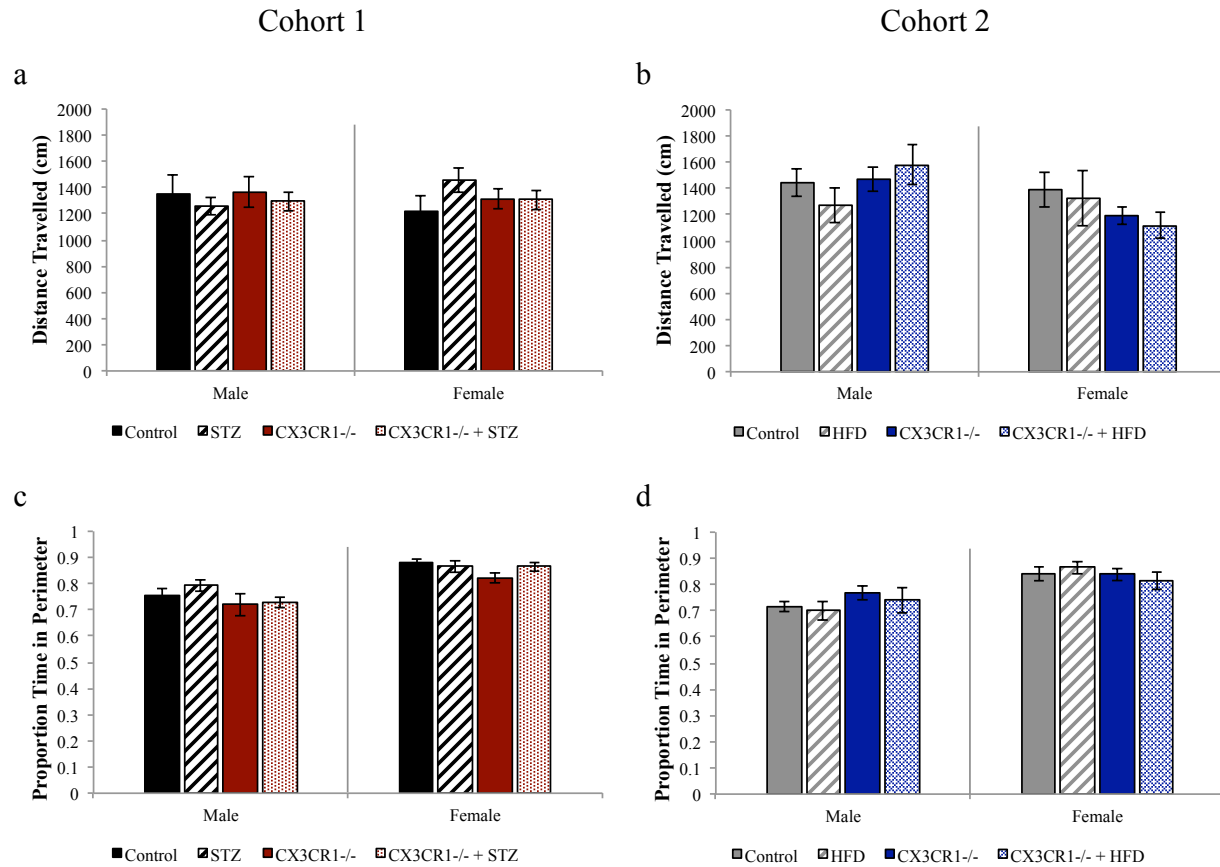 Cohort 1
Cohort 2
a
Distance Travelled (cm)
2000
1800
1600
1400
1200
1000
800
600
400
200
0
Male
Female
Control STZ CX3CR1-/- CX3CR1-/- + STZ
b
Distance Travelled (cm)
2000
1800
1600
1400
1200
1000
800
600
400
200
0
Male
Female
Control HFD CX3CR1-/- CX3CR1-/- + HFD
c
Proportion Time in Perimeter
1
0.9
0.8
0.7
0.6
0.5
0.4
0.3
0.2
0.1
0
Male
Female
Control STZ CX3CR1-/- CX3CR1-/- + STZ
d
Proportion Time in Perimeter
1
0.9
0.8
0.7
0.6
0.5
0.4
0.3
0.2
0.1
0
Male
Female
Control HFD CX3CR1-/- CX3CR1-/- + HFD